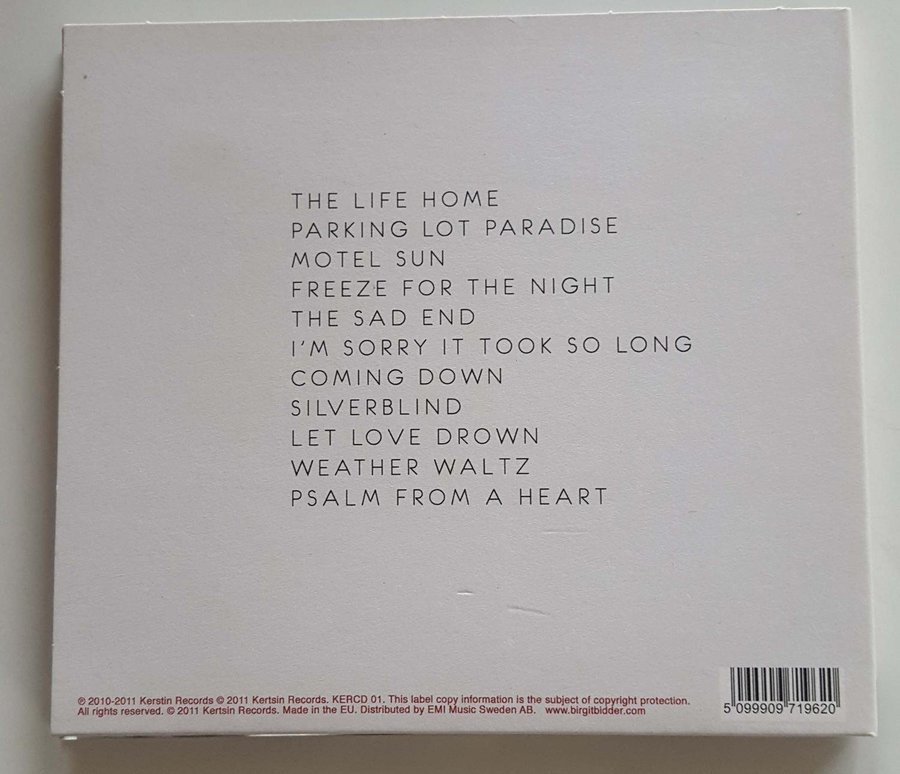 THE LIFE HOME
PARKING LOT PARADISE
MOTEL SUN
FREEZE FOR THE NIGHT
THE SAD END
I'M SORRY IT TOOK SO LONG
COMING DOWN
SILVERBLIND
LET LOVE DROWN
WEATHER WALTZ
PSALM FROM A HEART
℗ 2010-2011 Kerstin Records © 2011 Kertsin Records. KERCD 01. This label copy information is the subject of copyright protection.
All rights reserved. © 2011 Kertsin Records. Made in the EU. Distributed by EMI Music Sweden AB. www.birgitbidder.com
5 099909 719620